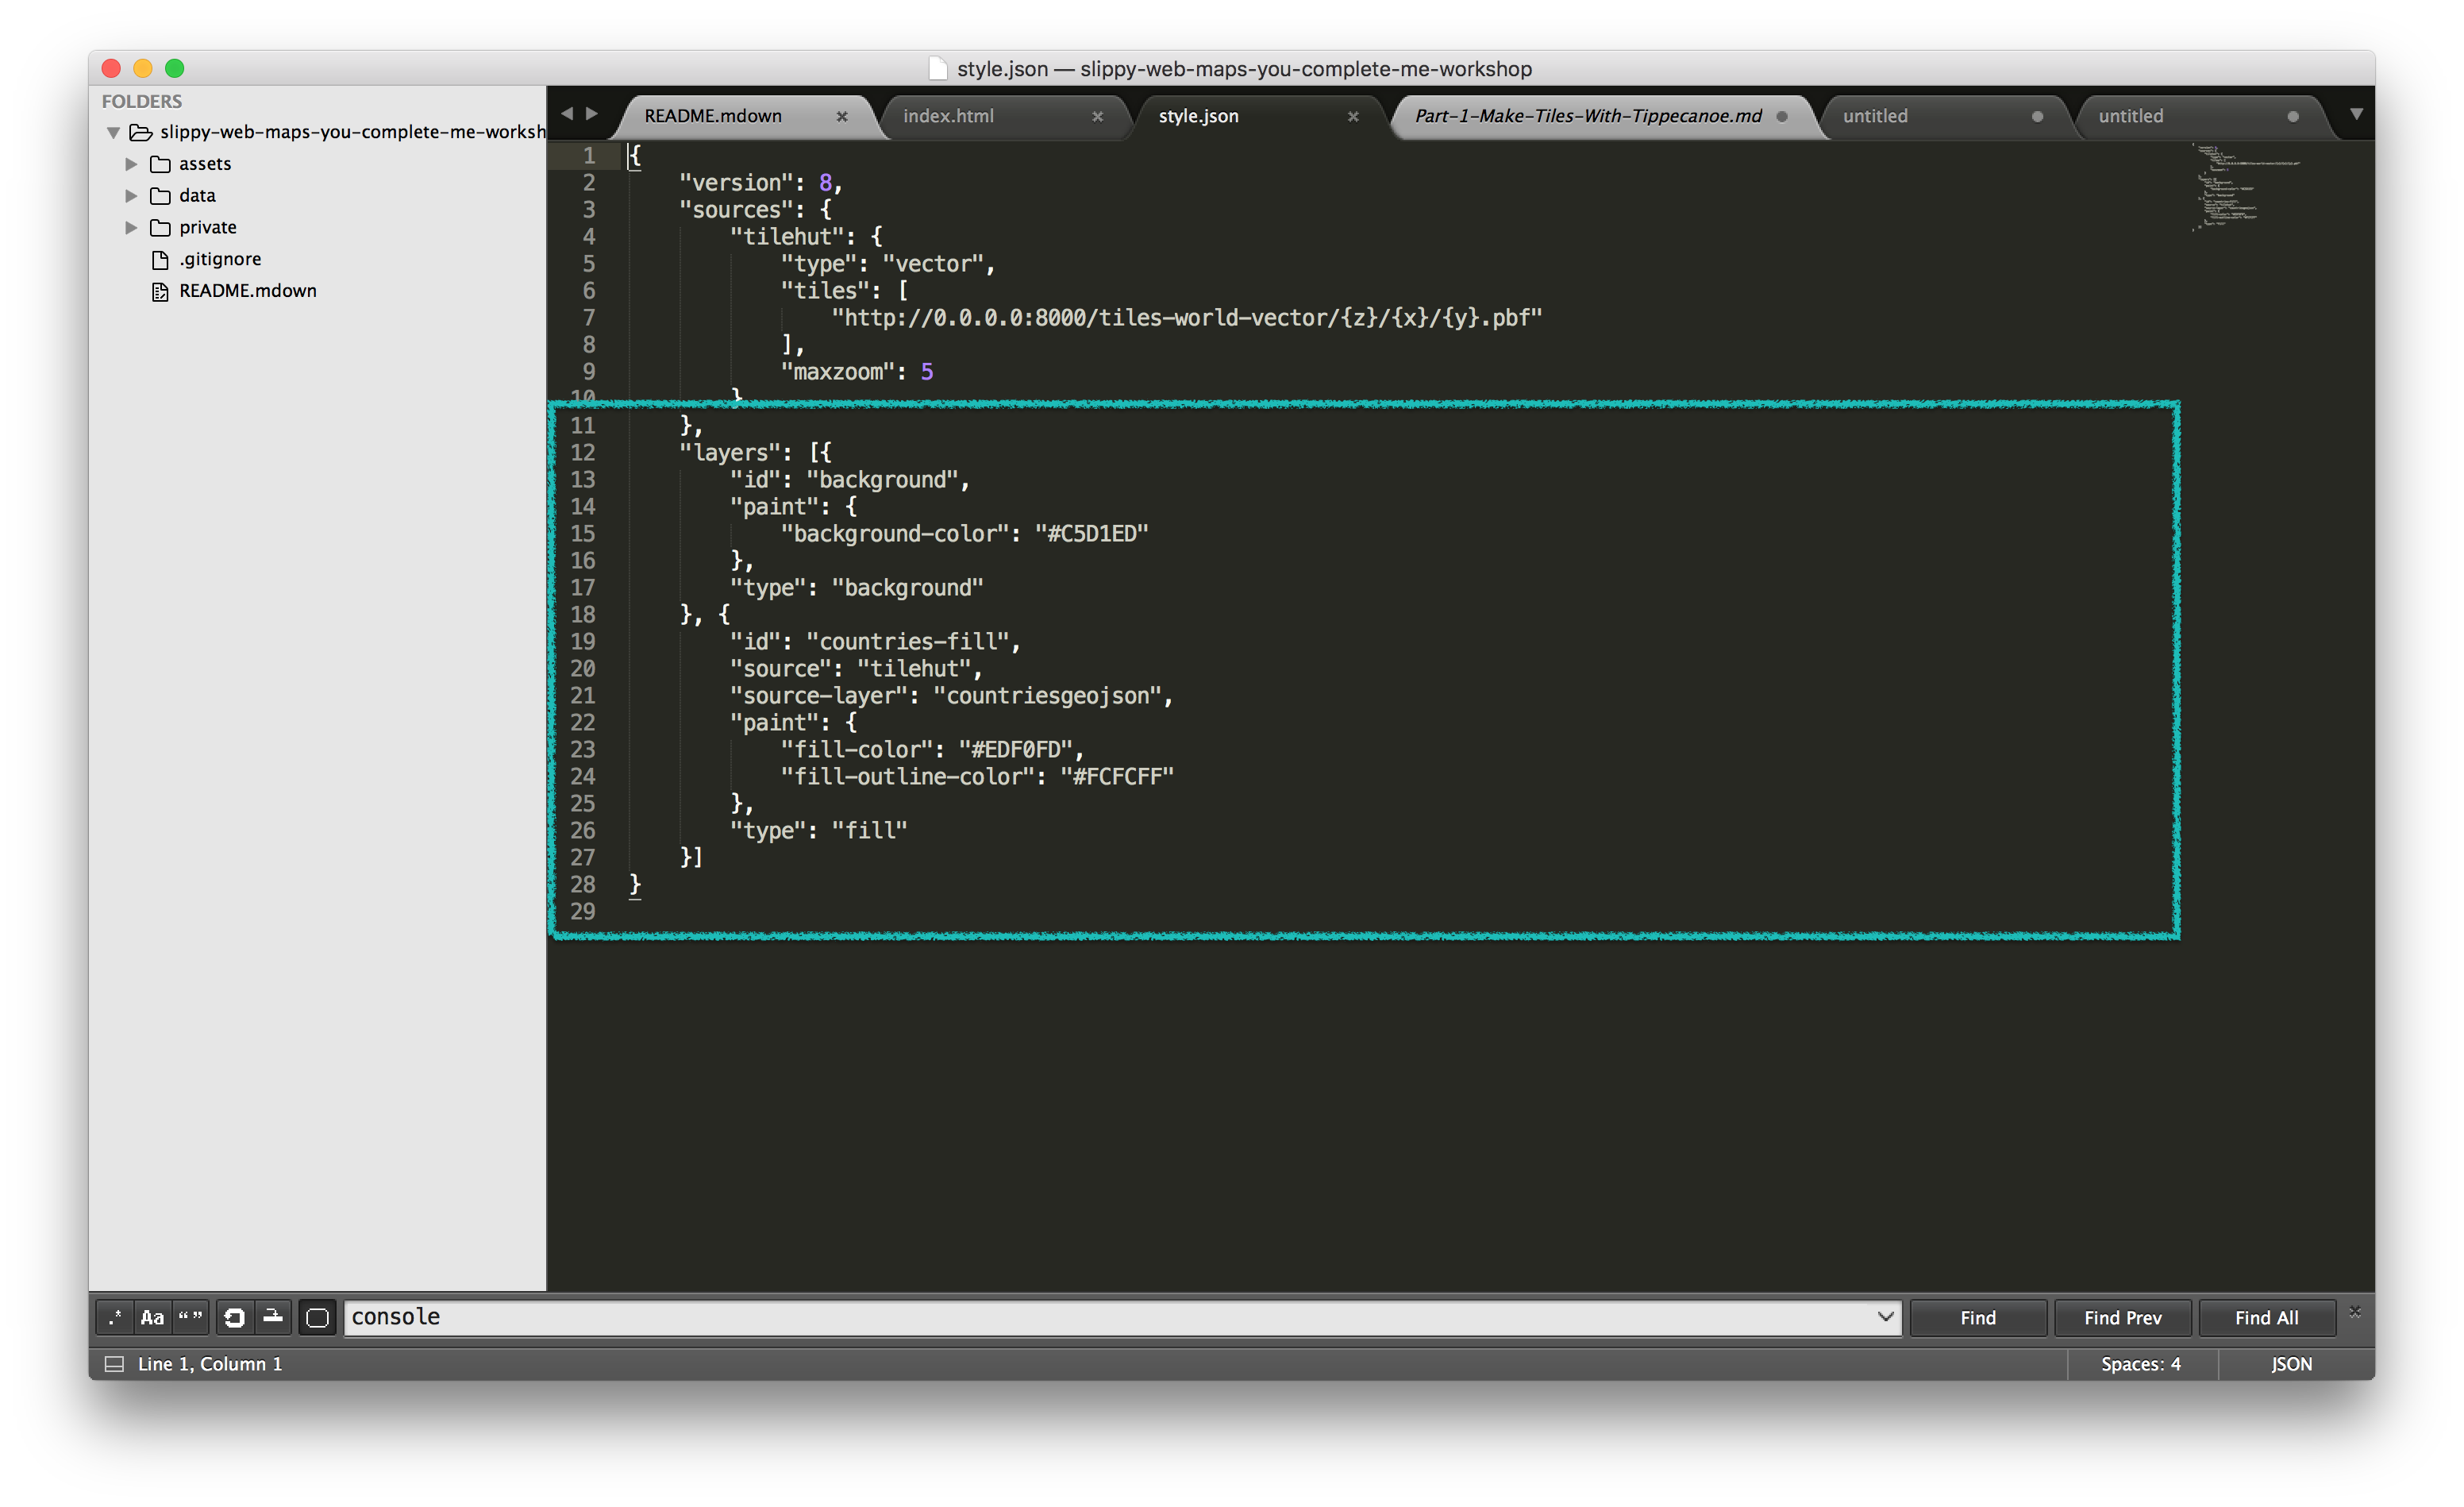 style.json — slippy-web-maps-you-complete-me-workshop
FOLDERS
slippy-web-maps-you-complete-me-worksh
assets
data
private
.gitignore
README.mdown
README.mdown
index.html
style.json
Part-1-Make-Tiles-With-Tippecanoe.md
untitled
untitled
1 {
2 "version": 8,
3 "sources": {
4 "tilehut": {
5 "type": "vector",
6 "tiles": [
7 "http://0.0.0.0:8000/tiles-world-vector/{z}/{x}/{y}.pbf"
8 ],
9 "maxzoom": 5
10 }
11 },
12 "layers": [{
13 "id": "background",
14 "paint": {
15 "background-color": "#C5D1ED"
16 },
17 "type": "background"
18 }, {
19 "id": "countries-fill",
20 "source": "tilehut",
21 "source-layer": "countriesgeojson",
22 "paint": {
23 "fill-color": "#EDF0FD",
24 "fill-outline-color": "#FCFCFF"
25 },
26 "type": "fill"
27 }]
28 }
29
.* Aa “ ” console Find Find Prev Find All
Line 1, Column 1 Spaces: 4 JSON